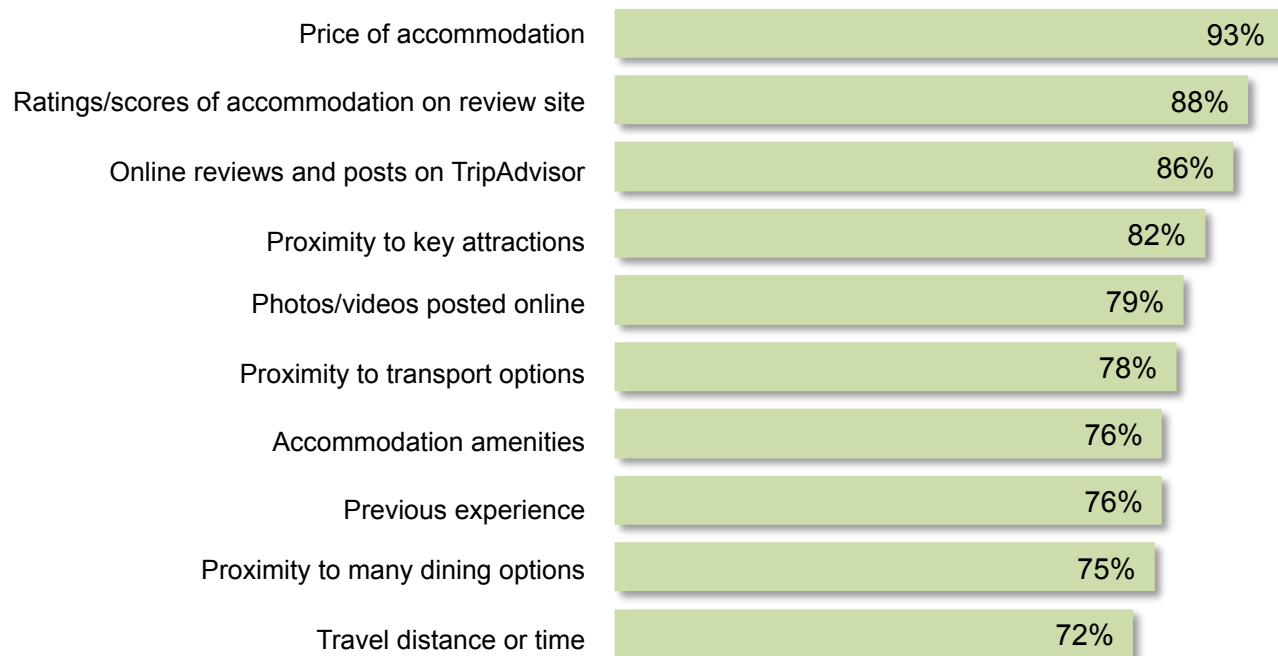 Price of accommodation 93%
Ratings/scores of accommodation on review site 88%
Online reviews and posts on TripAdvisor 86%
Proximity to key attractions 82%
Photos/videos posted online 79%
Proximity to transport options 78%
Accommodation amenities 76%
Previous experience 76%
Proximity to many dining options 75%
Travel distance or time 72%